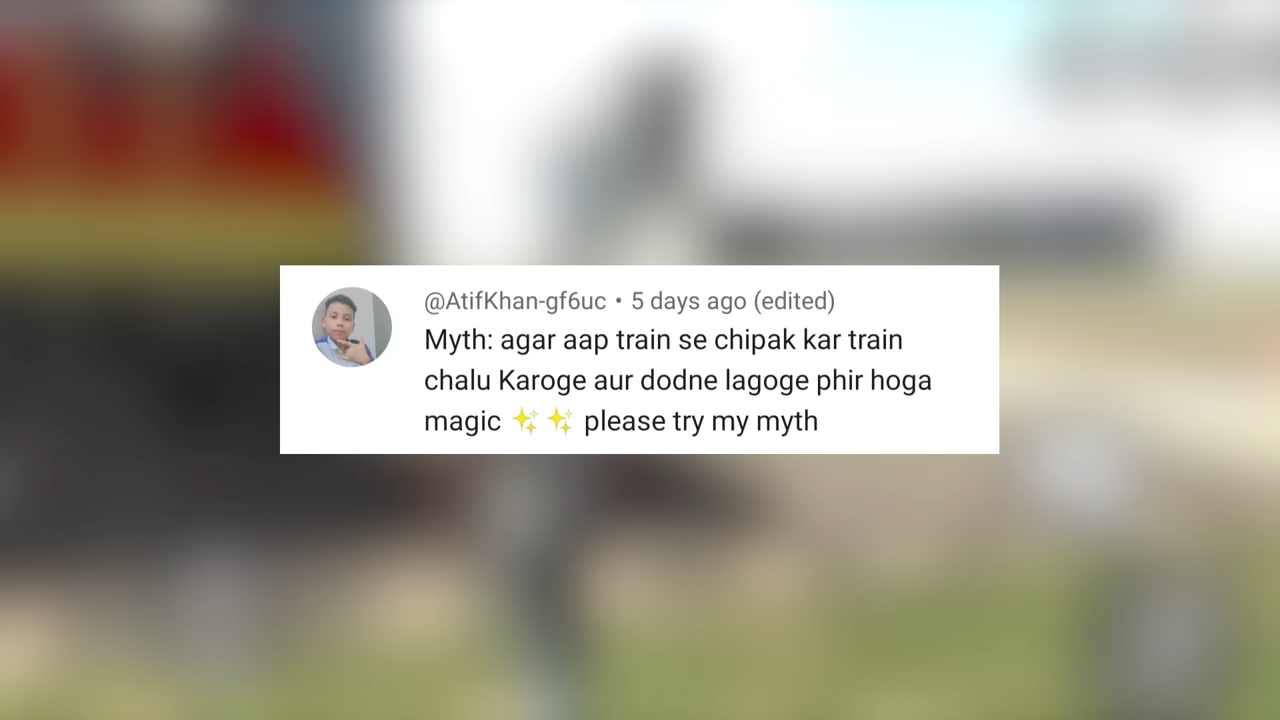 @AtifKhan-gf6uc • 5 days ago (edited)
Myth: agar aap train se chipak kar train
chalu Karoge aur dodne lagoge phir hoga
magic ✨✨ please try my myth